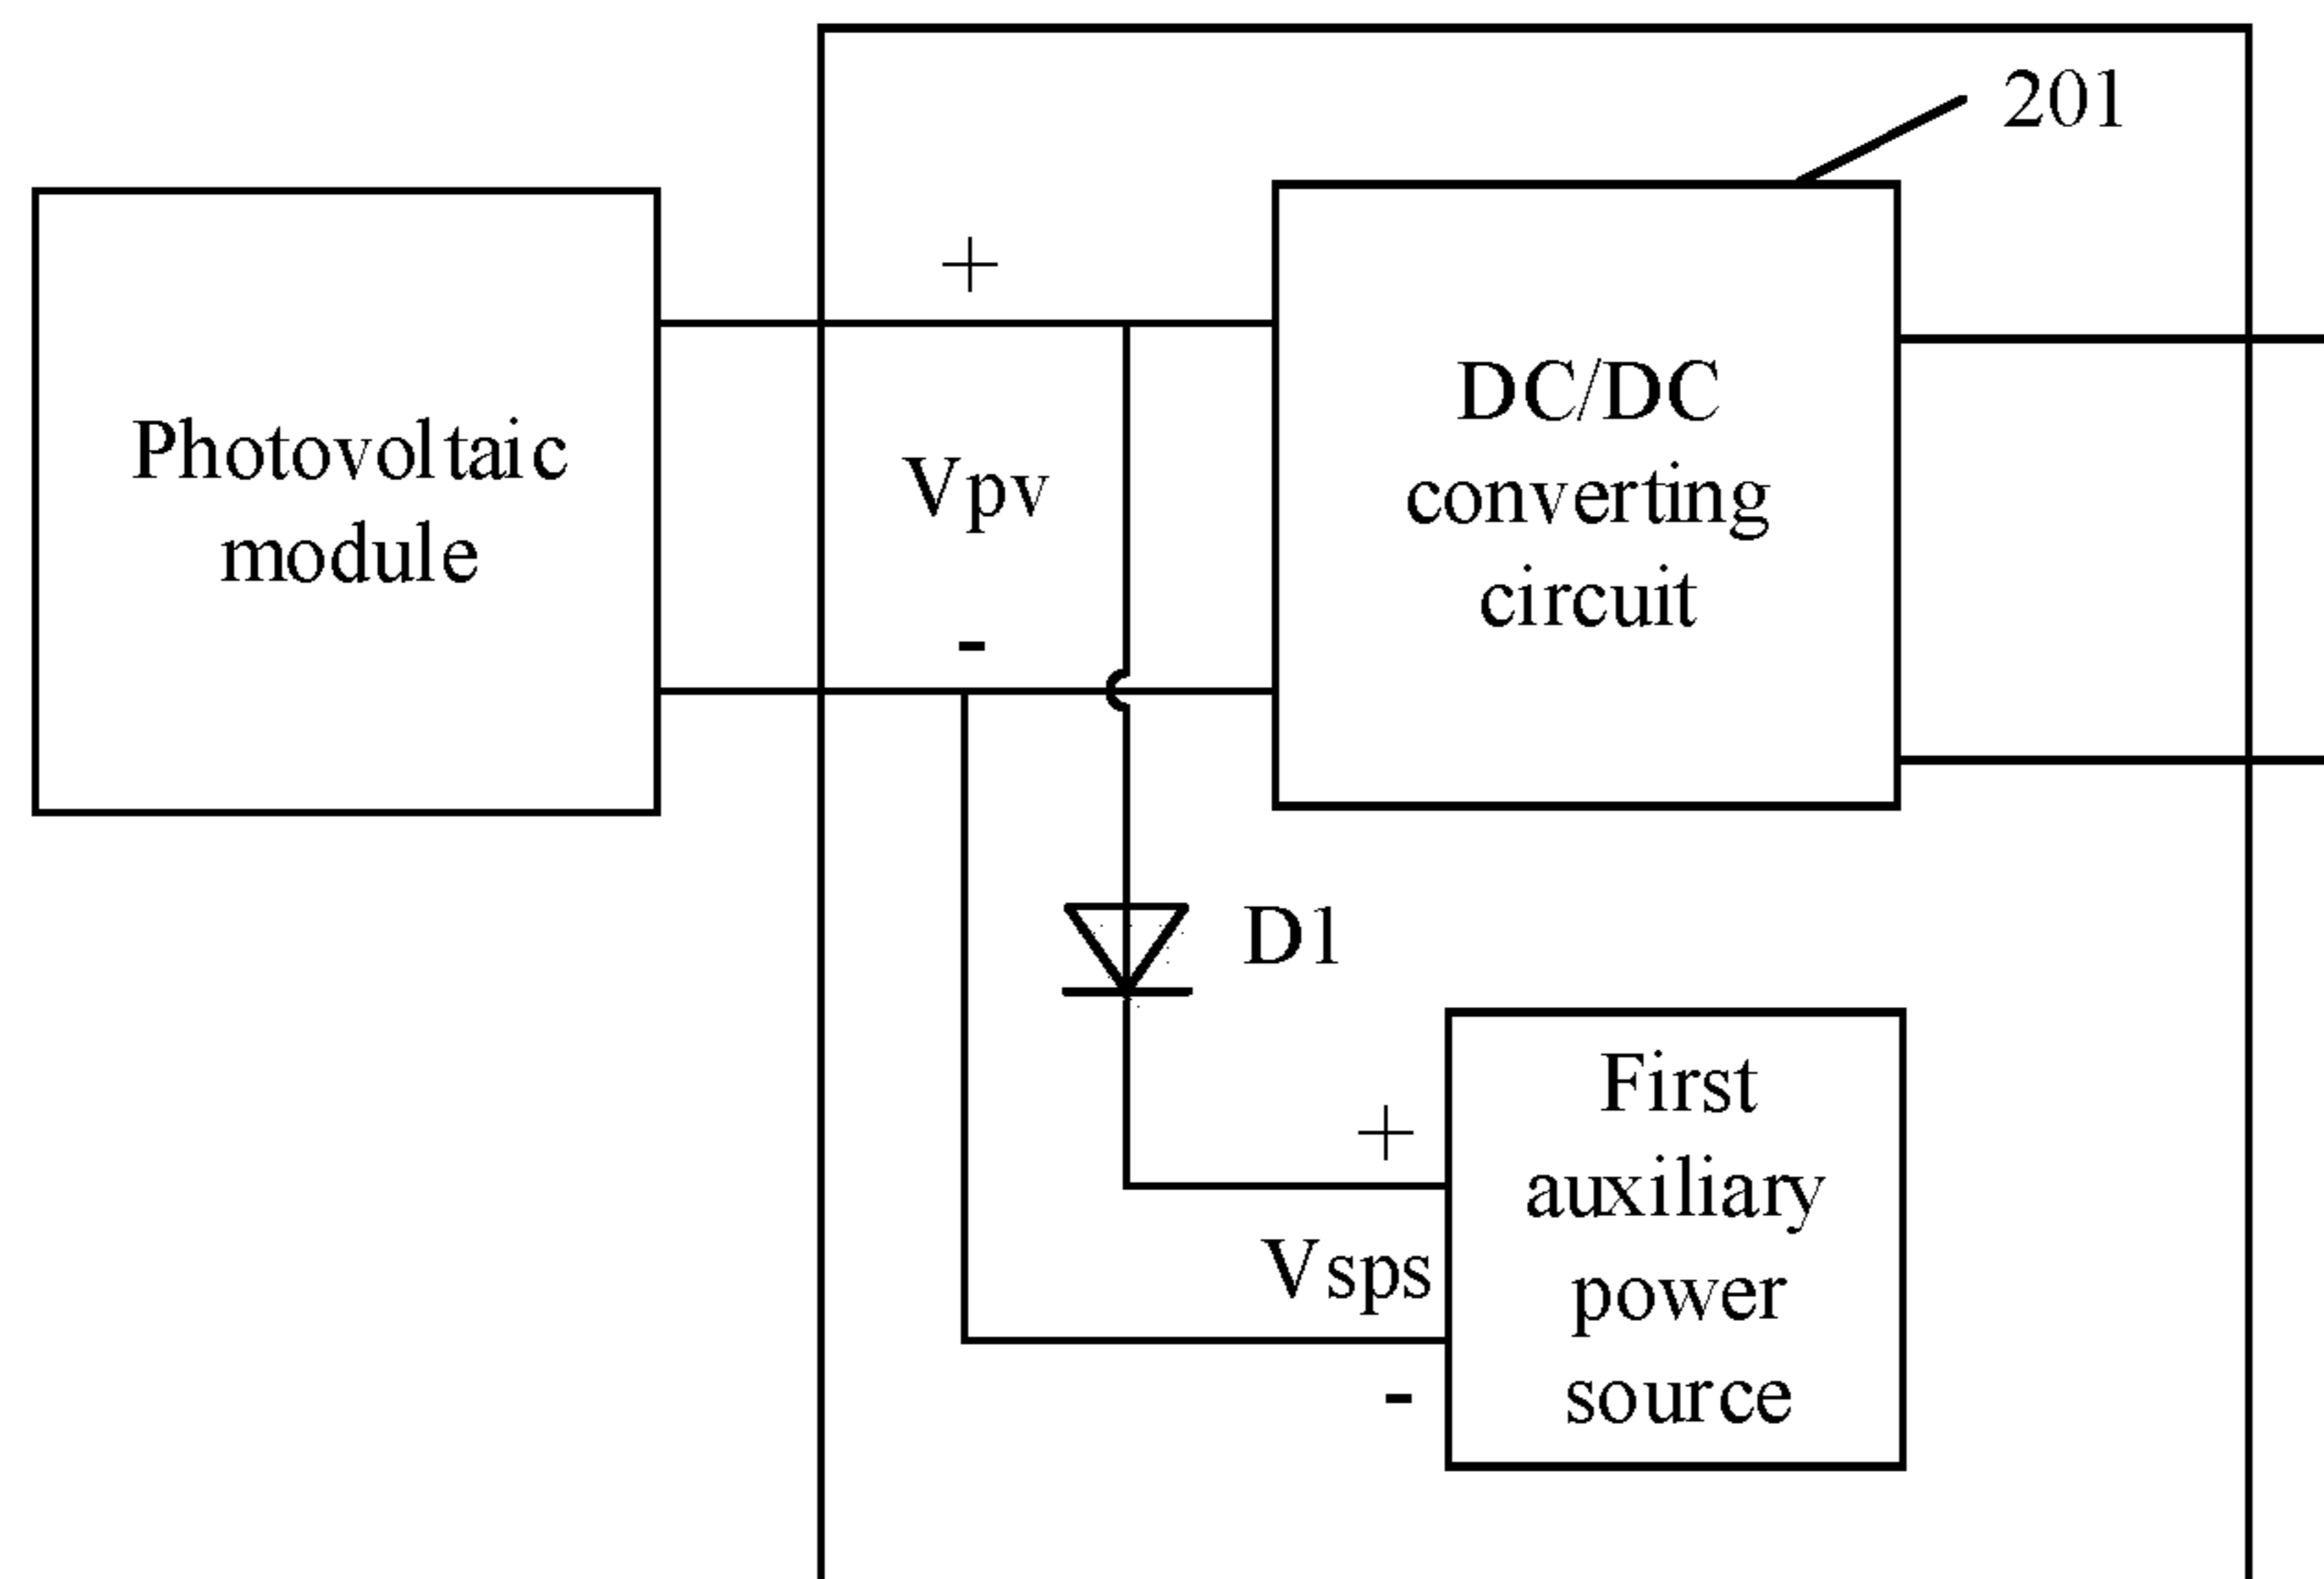 201
+
Photovoltaic
module
Vpv
-
DC/DC
converting
circuit
D1
+
Vsps
-
First
auxiliary
power
source